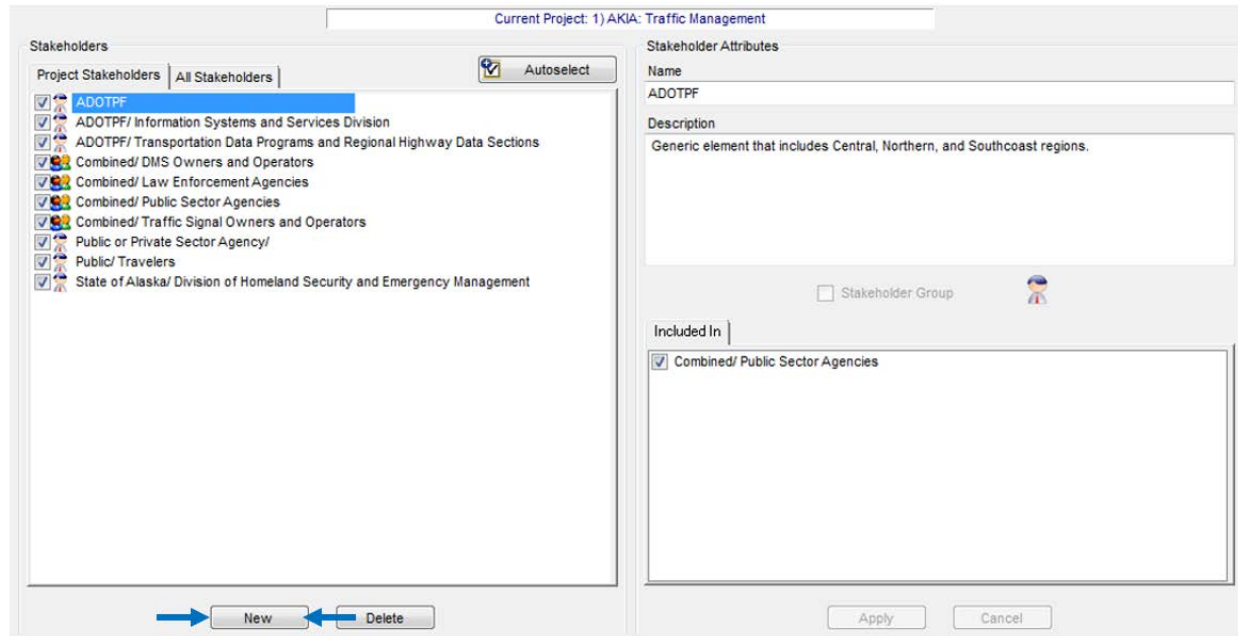 Current Project: 1) AKIA: Traffic Management
Stakeholders
Project Stakeholders
All Stakeholders
Autoselect
ADOTPF
ADOTPF/ Information Systems and Services Division
ADOTPF/ Transportation Data Programs and Regional Highway Data Sections
Combined/ DMS Owners and Operators
Combined/ Law Enforcement Agencies
Combined/ Public Sector Agencies
Combined/ Traffic Signal Owners and Operators
Public or Private Sector Agency/
Public/ Travelers
State of Alaska/ Division of Homeland Security and Emergency Management
New
Delete
Stakeholder Attributes
Name
ADOTPF
Description
Generic element that includes Central, Northern, and Southcoast regions.
Stakeholder Group
Included In
Combined/ Public Sector Agencies
Apply
Cancel